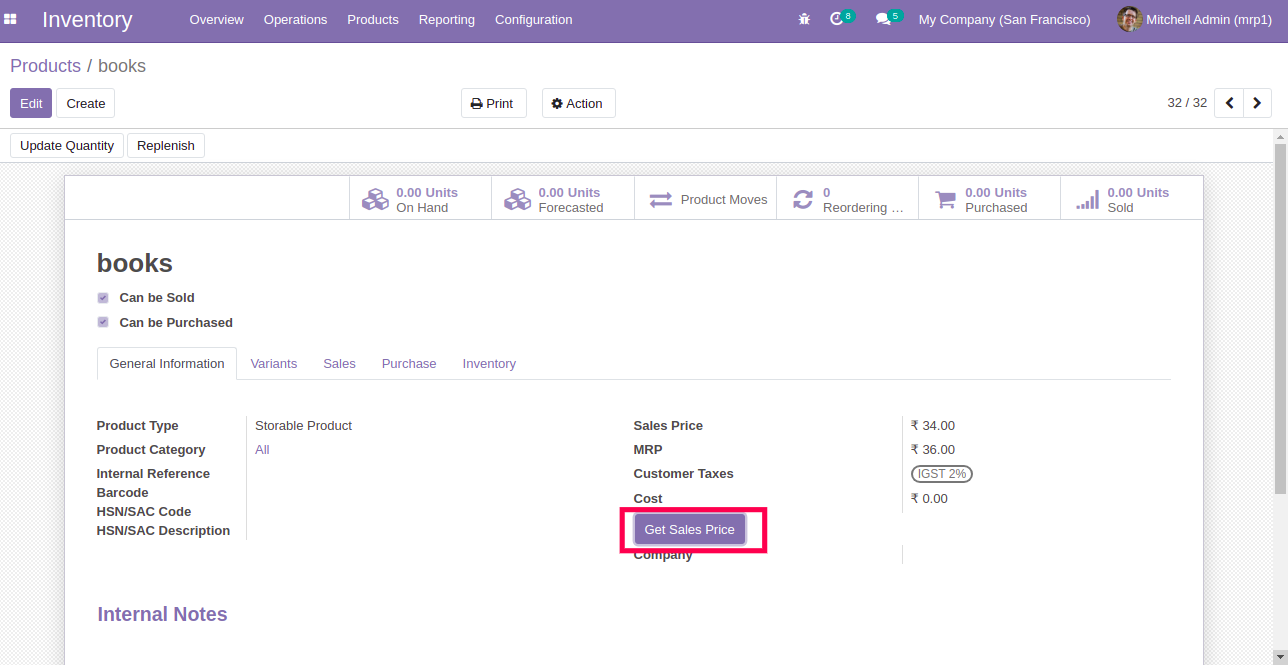 Inventory Overview Operations Products Reporting Configuration 8 5 My Company (San Francisco) Mitchell Admin (mrp1)
Products / books
Edit Create Print Action 32 / 32
Update Quantity Replenish
0.00 Units On Hand
0.00 Units Forecasted
Product Moves
0 Reordering ...
0.00 Units Purchased
0.00 Units Sold
books
Can be Sold
Can be Purchased
General Information Variants Sales Purchase Inventory
Product Type Storable Product
Product Category All
Internal Reference
Barcode
HSN/SAC Code
HSN/SAC Description
Sales Price ₹ 34.00
MRP ₹ 36.00
Customer Taxes IGST 2%
Cost ₹ 0.00
Get Sales Price
Company
Internal Notes